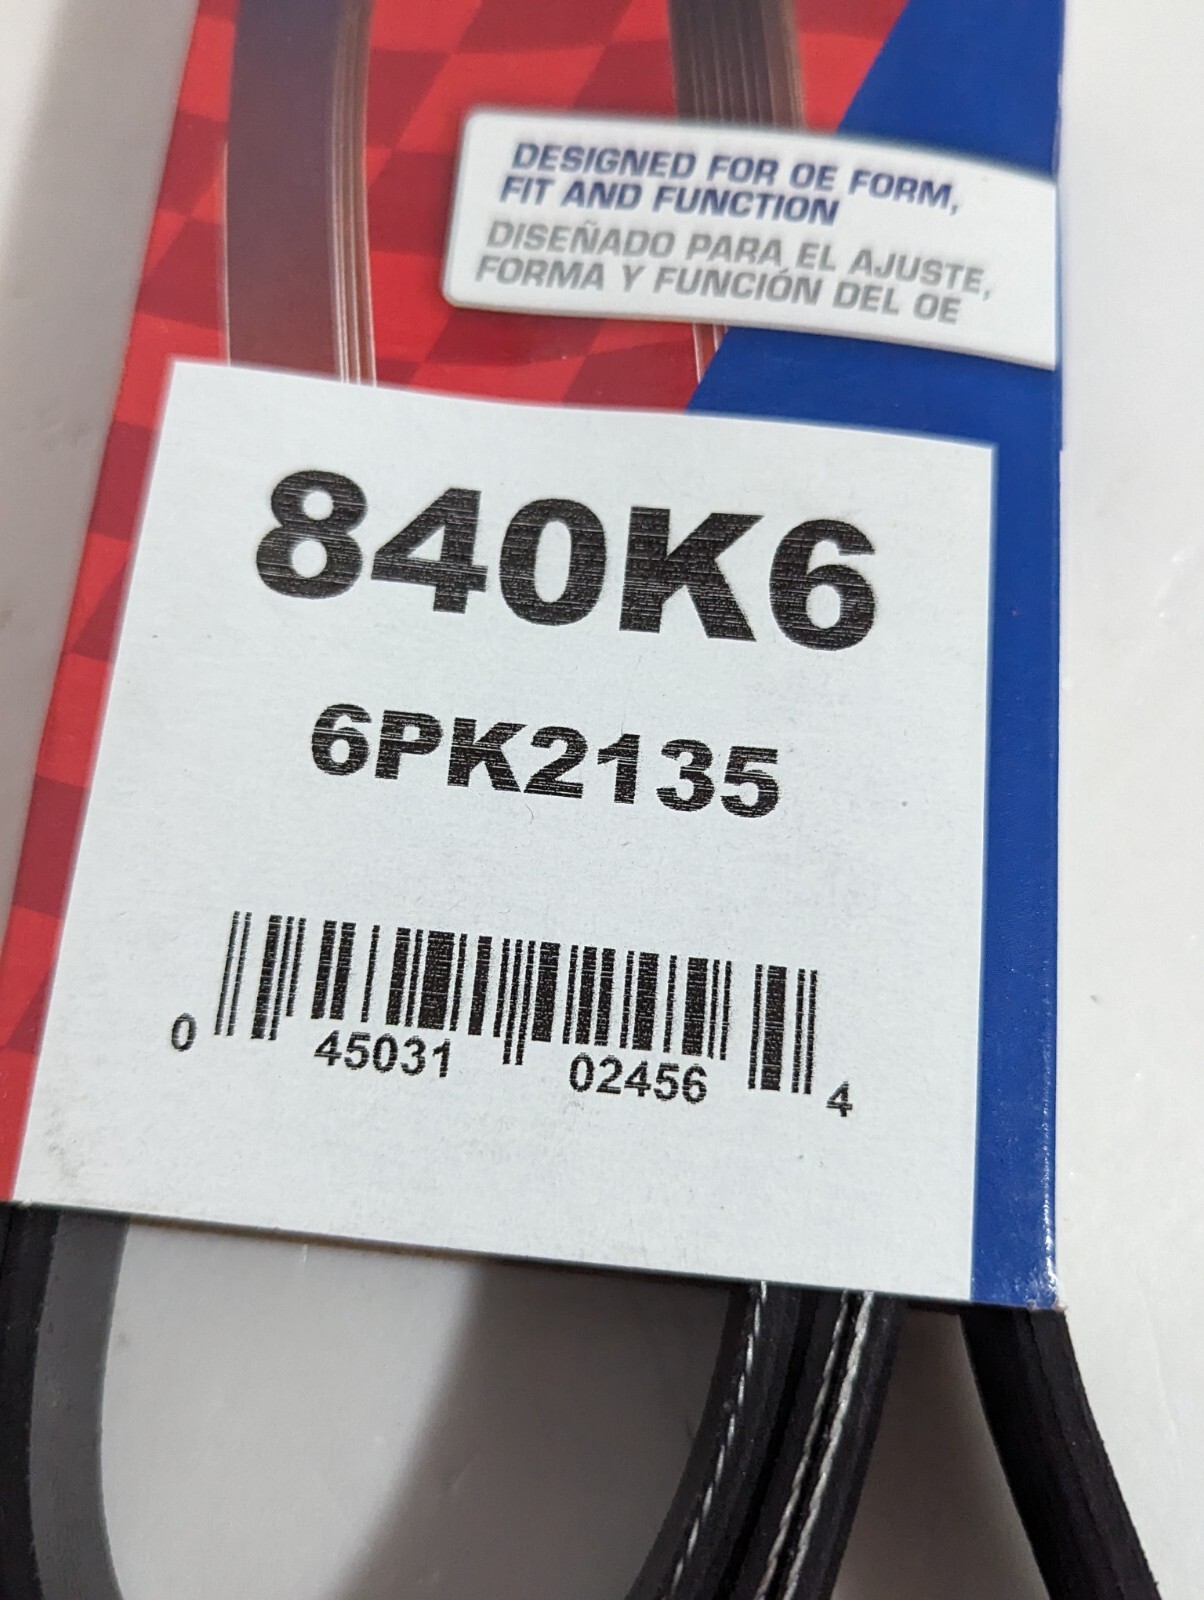 DESIGNED FOR OE FORM,
FIT AND FUNCTION
DISEÑADO PARA EL AJUSTE,
FORMA Y FUNCIÓN DEL OE
840K6
6PK2135
0 45031 02456 4